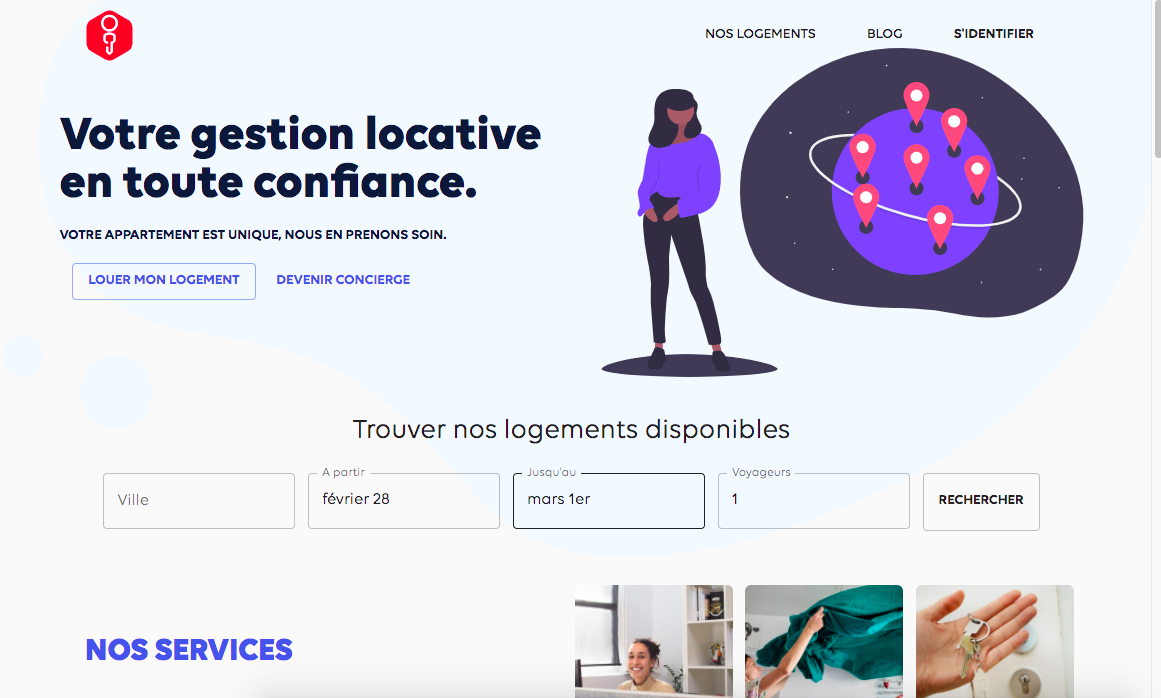 NOS LOGEMENTS
BLOG
S'IDENTIFIER
Votre gestion locative
en toute confiance.
VOTRE APPARTEMENT EST UNIQUE, NOUS EN PRENONS SOIN.
LOUER MON LOGEMENT
DEVENIR CONCIERGE
Trouver nos logements disponibles
Ville
A partir
février 28
Jusqu'au
mars 1er
Voyageurs
1
RECHERCHER
NOS SERVICES